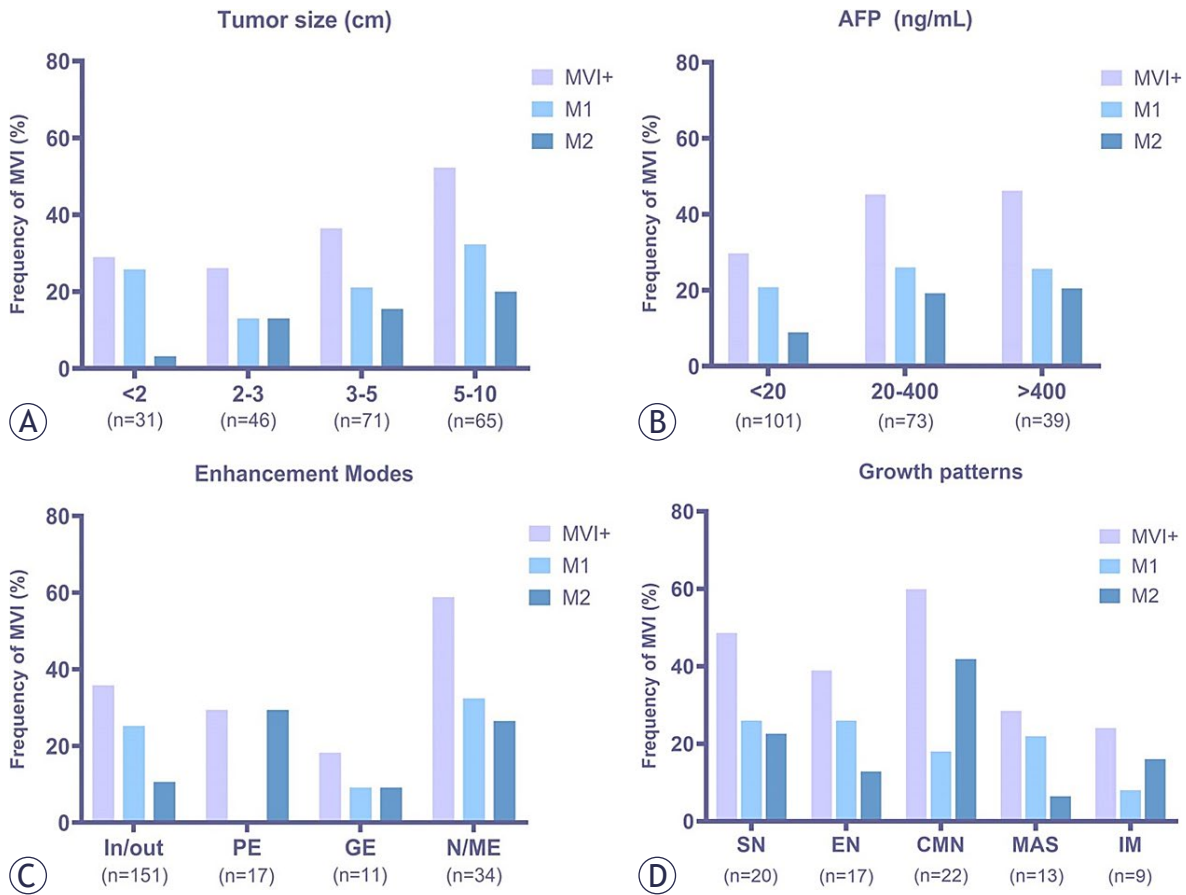 Tumor size (cm)
Frequency of MVI (%)
80
60
40
20
0
MVI+
M1
M2
<2
2-3
3-5
5-10
(n=31)
(n=46)
(n=71)
(n=65)
A
AFP (ng/mL)
Frequency of MVI (%)
80
60
40
20
0
MVI+
M1
M2
<20
20-400
>400
(n=101)
(n=73)
(n=39)
B
Enhancement Modes
Frequency of MVI (%)
80
60
40
20
0
MVI+
M1
M2
In/out
PE
GE
N/ME
(n=151)
(n=17)
(n=11)
(n=34)
C
Growth patterns
Frequency of MVI (%)
80
60
40
20
0
MVI+
M1
M2
SN
EN
CMN
MAS
IM
(n=20)
(n=17)
(n=22)
(n=13)
(n=9)
D